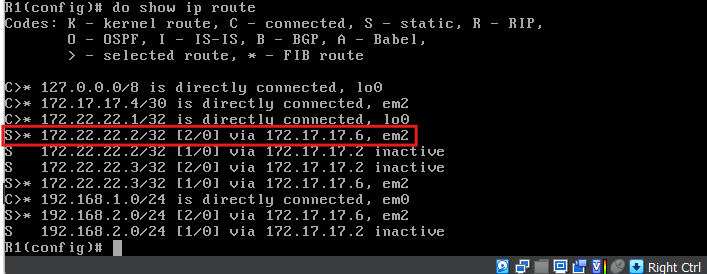 R1(config)# do show ip route
Codes: K - kernel route, C - connected, S - static, R - RIP,
O - OSPF, I - IS-IS, B - BGP, A - Babel,
> - selected route, * - FIB route
C>* 127.0.0.0/8 is directly connected, lo0
C>* 172.17.17.4/30 is directly connected, em2
C>* 172.22.22.1/32 is directly connected, lo0
S>* 172.22.22.2/32 [2/0] via 172.17.17.6, em2
S 172.22.22.2/32 [1/0] via 172.17.17.2 inactive
S 172.22.22.3/32 [2/0] via 172.17.17.2 inactive
S>* 172.22.22.3/32 [1/0] via 172.17.17.6, em2
C>* 192.168.1.0/24 is directly connected, em0
S>* 192.168.2.0/24 [2/0] via 172.17.17.6, em2
S 192.168.2.0/24 [1/0] via 172.17.17.2 inactive
R1(config)#
Right Ctrl